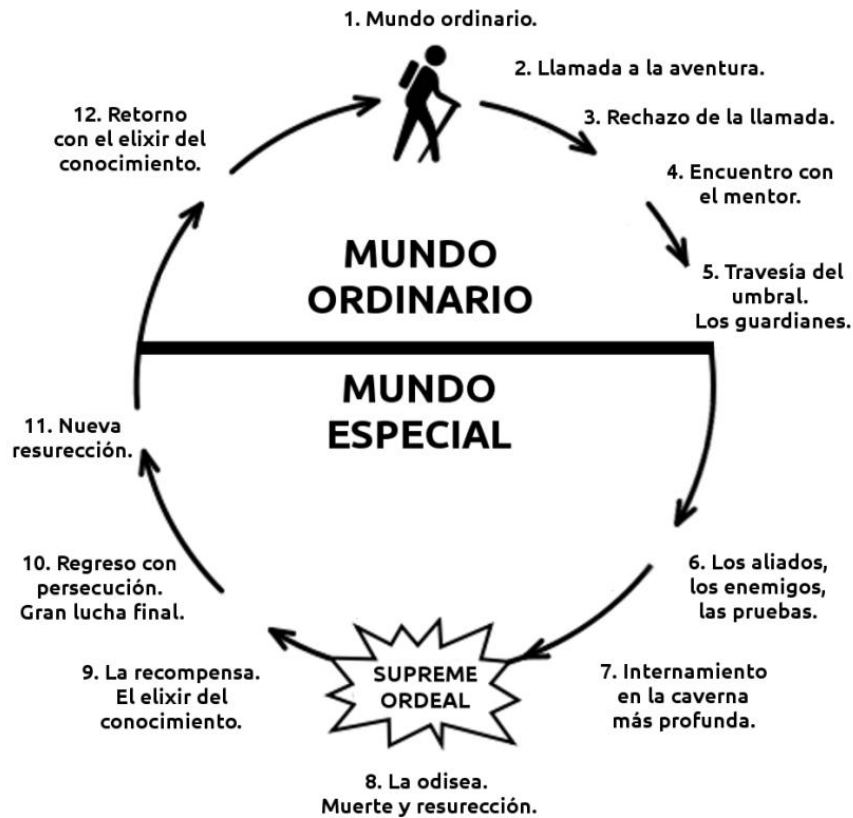 1. Mundo ordinario.
2. Llamada a la aventura.
3. Rechazo de la llamada.
4. Encuentro con
el mentor.
5. Travesía del
umbral.
Los guardianes.
MUNDO
ORDINARIO
MUNDO
ESPECIAL
6. Los aliados,
los enemigos,
las pruebas.
7. Internamiento
en la caverna
más profunda.
SUPREME
ORDEAL
8. La odisea.
Muerte y resurección.
9. La recompensa.
El elixir del
conocimiento.
10. Regreso con
persecución.
Gran lucha final.
11. Nueva
resurección.
12. Retorno
con el elixir del
conocimiento.